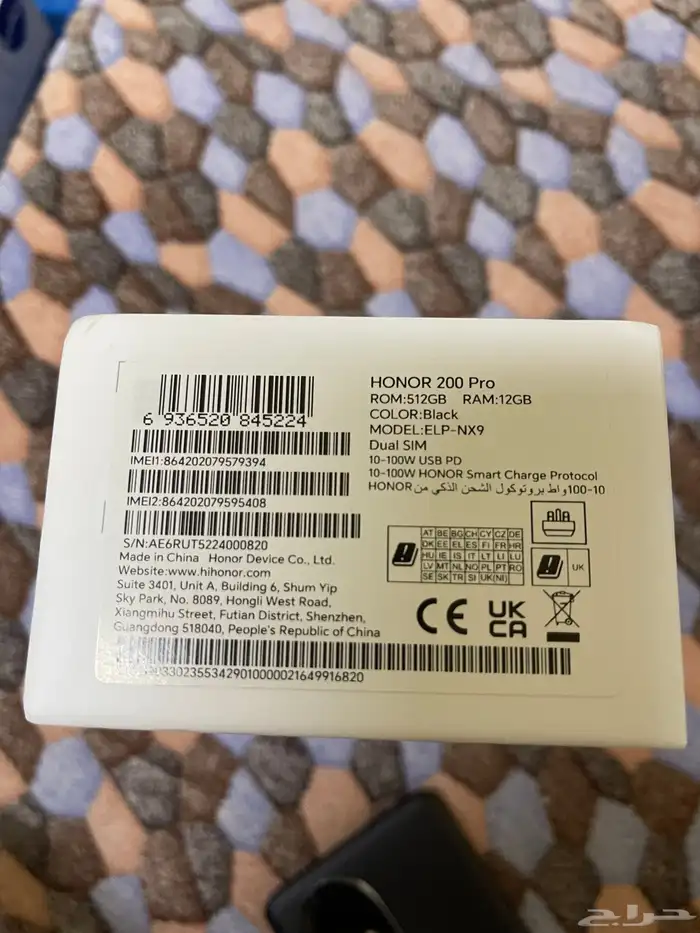 6 936520 845224
IMEI1:864202079579394
IMEI2:864202079595408
S/N:AE6RUT5224000820
Made in China Honor Device Co., Ltd.
Website:www.hihonor.com
Suite 3401, Unit A, Building 6, Shum Yip
Sky Park, No. 8089, Hongli West Road,
Xiangmihu Street, Futian District, Shenzhen,
Guangdong 518040, People's Republic of China
HONOR 200 Pro
ROM:512GB RAM:12GB
COLOR:Black
MODEL:ELP-NX9
Dual SIM
10-100W USB PD
10-100W HONOR Smart Charge Protocol
10-100واط بروتوكول الشحن الذكي من HONOR
AT BE BG CH CY CZ DE
DK EE EL ES FI FR HR
HU IE IS IT LT LI LU
LV MT NL NO PL PT RO
SE SK TR SI UK(NI)
UK
CE
UK
CA
حراج